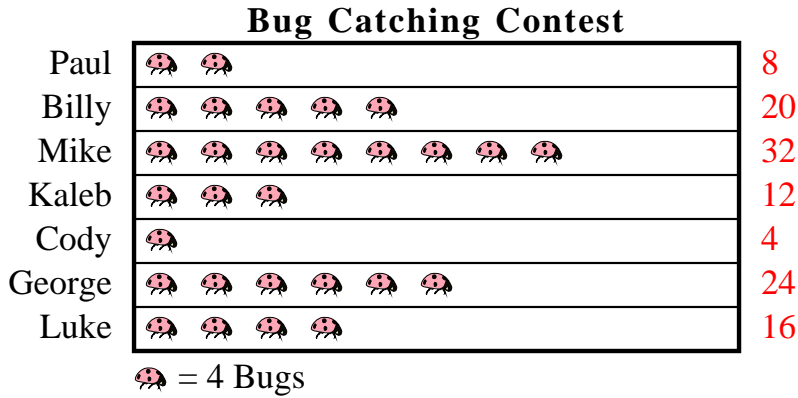 Bug Catching Contest
Paul 8
Billy 20
Mike 32
Kaleb 12
Cody 4
George 24
Luke 16
= 4 Bugs